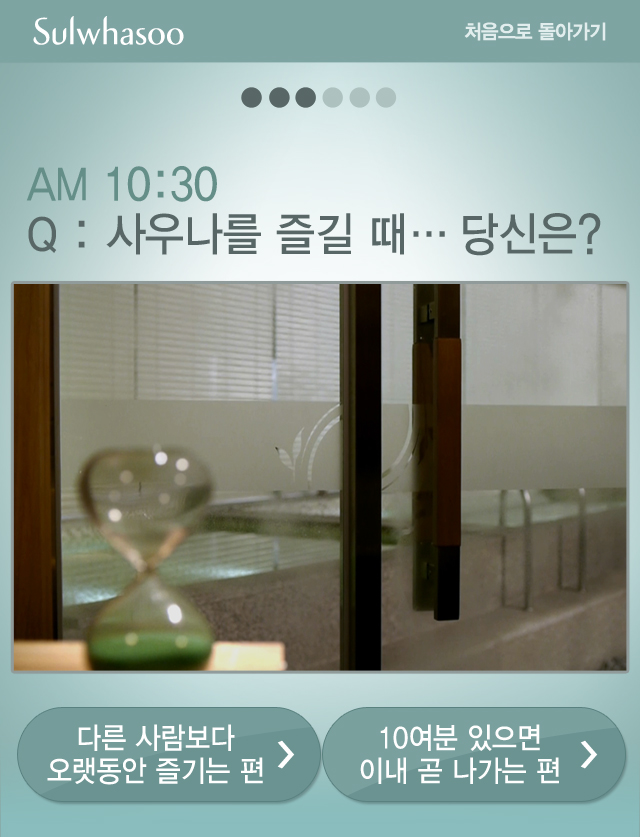 Sulwhasoo
처음으로 돌아가기
AM 10:30
Q : 사우나를 즐길 때… 당신은?
다른 사람보다
오랫동안 즐기는 편
10여분 있으면
이내 곧 나가는 편